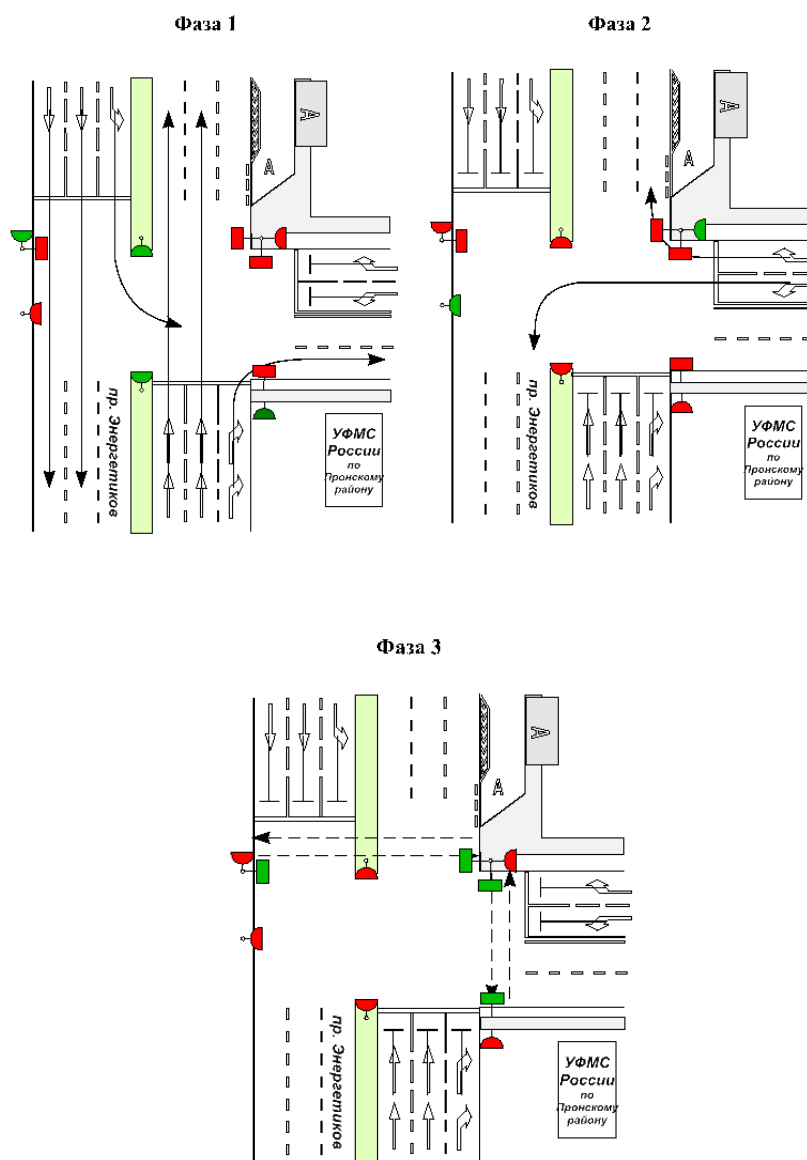 Фаза 1
Фаза 2
А
А
пр. Энергетиков
УФМС
России
по
Пронскому
району
А
А
пр. Энергетиков
УФМС
России
по
Пронскому
району
Фаза 3
А
А
пр. Энергетиков
УФМС
России
по
Пронскому
району